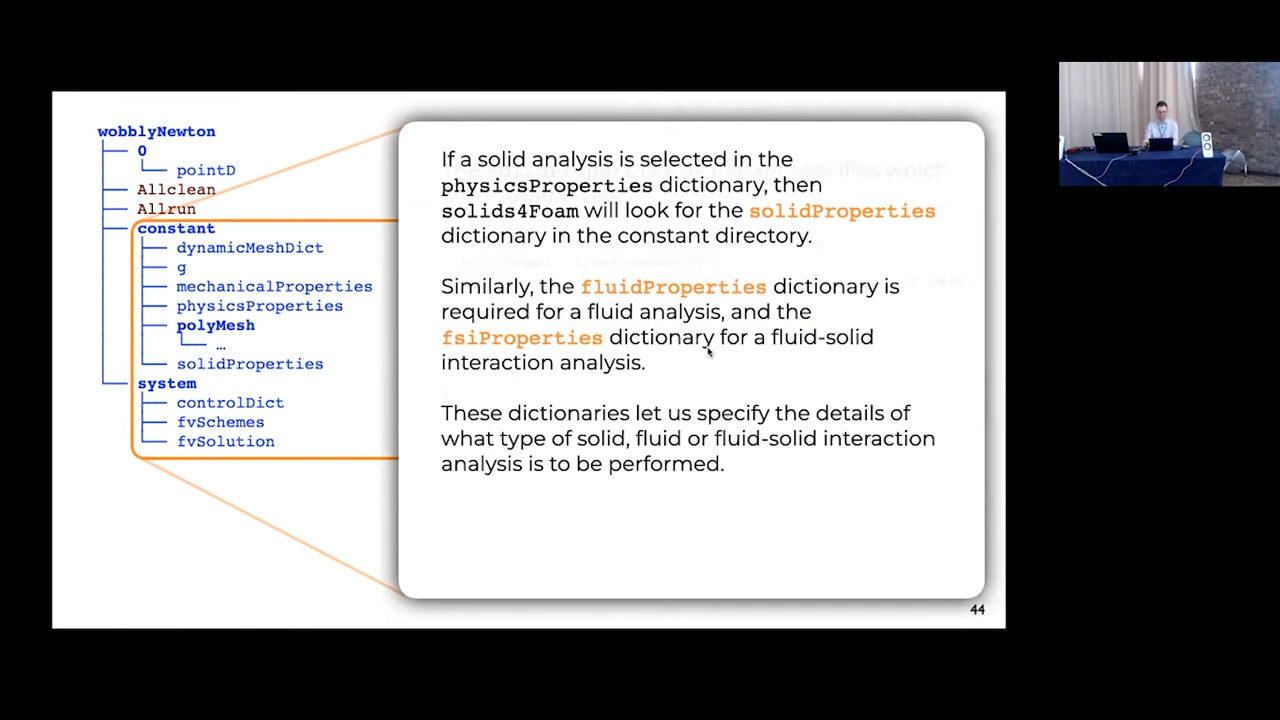 wobblyNewton
0
pointD
Allclean
Allrun
constant
dynamicMeshDict
g
mechanicalProperties
physicsProperties
polyMesh
…
solidProperties
system
controlDict
fvSchemes
fvSolution
If a solid analysis is selected in the
physicsProperties dictionary, then
solids4Foam will look for the solidProperties
dictionary in the constant directory.
Similarly, the fluidProperties dictionary is
required for a fluid analysis, and the
fsiProperties dictionary for a fluid-solid
interaction analysis.
These dictionaries let us specify the details of
what type of solid, fluid or fluid-solid interaction
analysis is to be performed.
44